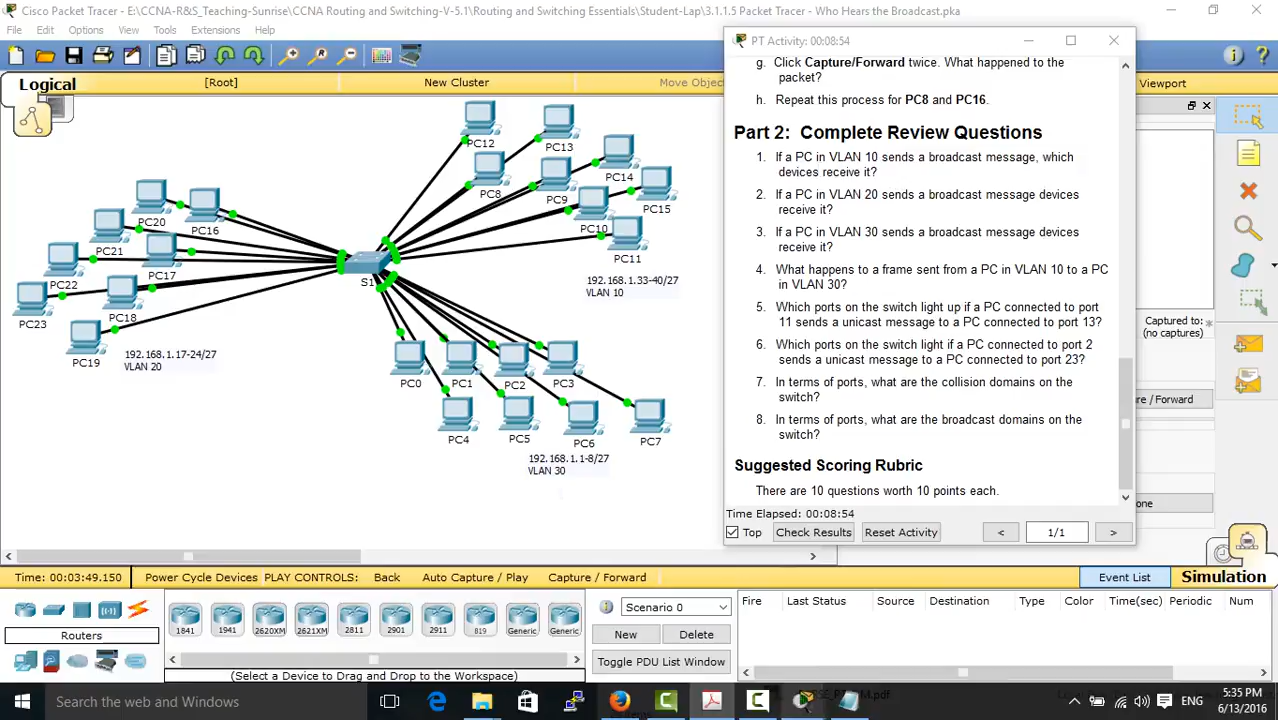 Cisco Packet Tracer - E:\CCNA-R&S_Teaching-Sunrise\CCNA Routing and Switching-V-5.1\Routing and Switching Essentials\Student-Lap\3.1.1.5 Packet Tracer - Who Hears the Broadcast.pka
File Edit Options View Tools Extensions Help
Logical [Root] New Cluster Move Objec Viewport
PT Activity: 00:08:54
g. Click Capture/Forward twice. What happened to the
packet?
h. Repeat this process for PC8 and PC16.
Part 2: Complete Review Questions
1. If a PC in VLAN 10 sends a broadcast message, which
devices receive it?
2. If a PC in VLAN 20 sends a broadcast message devices
receive it?
3. If a PC in VLAN 30 sends a broadcast message devices
receive it?
4. What happens to a frame sent from a PC in VLAN 10 to a PC
in VLAN 30?
5. Which ports on the switch light up if a PC connected to port
11 sends a unicast message to a PC connected to port 13?
6. Which ports on the switch light if a PC connected to port 2
sends a unicast message to a PC connected to port 23?
7. In terms of ports, what are the collision domains on the
switch?
8. In terms of ports, what are the broadcast domains on the
switch?
Suggested Scoring Rubric
There are 10 questions worth 10 points each.
Time Elapsed: 00:08:54
Top Check Results Reset Activity < 1/1 >
PC12
PC13
PC14
PC8
PC9
PC15
PC10
PC11
192.168.1.33-40/27
VLAN 10
PC20
PC16
PC21
PC17
PC22
PC18
PC23
PC19
192.168.1.17-24/27
VLAN 20
S1
PC0
PC1
PC2
PC3
PC4
PC5
PC6
PC7
192.168.1.1-8/27
VLAN 30
Captured to:
(no captures)
re / Forward
one
Time: 00:03:49.150 Power Cycle Devices PLAY CONTROLS: Back Auto Capture / Play Capture / Forward Event List Simulation
Routers
1841 1941 2620XM 2621XM 2811 2901 2911 819 Generic Generic
(Select a Device to Drag and Drop to the Workspace)
Scenario 0
New Delete
Toggle PDU List Window
Fire Last Status Source Destination Type Color Time(sec) Periodic Num
Search the web and Windows
5:35 PM
6/13/2016